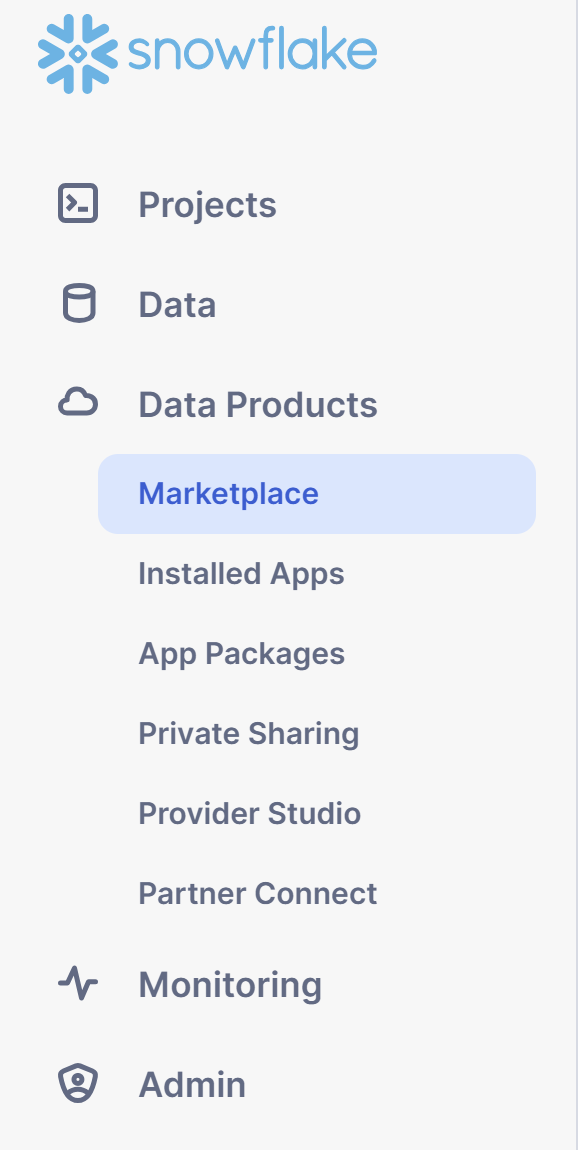 snowflake
Projects
Data
Data Products
Marketplace
Installed Apps
App Packages
Private Sharing
Provider Studio
Partner Connect
Monitoring
Admin